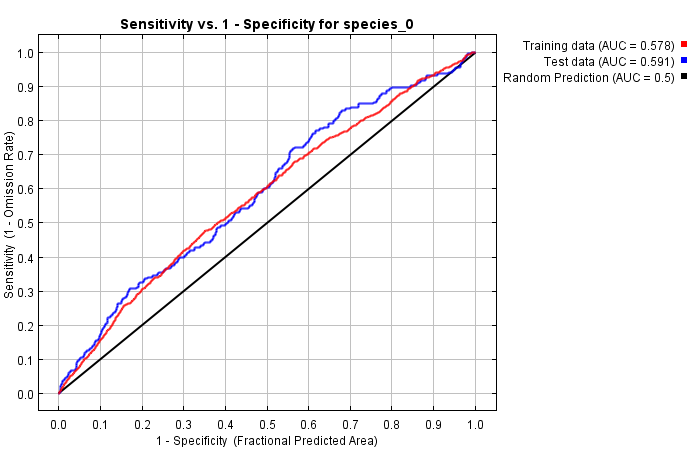 Sensitivity vs. 1 - Specificity for species_0
Training data (AUC = 0.578)
Test data (AUC = 0.591)
Random Prediction (AUC = 0.5)
Sensitivity (1 - Omission Rate)
1.0
0.9
0.8
0.7
0.6
0.5
0.4
0.3
0.2
0.1
0.0
0.0 0.1 0.2 0.3 0.4 0.5 0.6 0.7 0.8 0.9 1.0
1 - Specificity (Fractional Predicted Area)